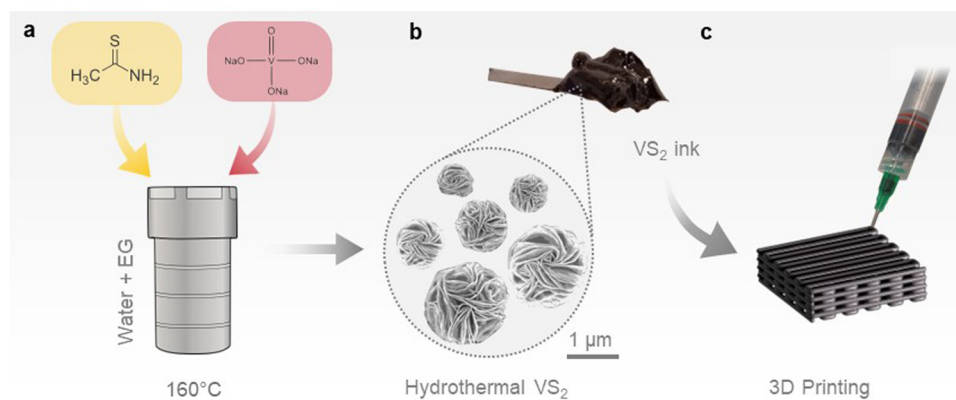 a
b
c
S
H₃C
NH₂
O
NaO
V
ONa
ONa
VS₂ ink
Water + EG
1 µm
160°C
Hydrothermal VS₂
3D Printing